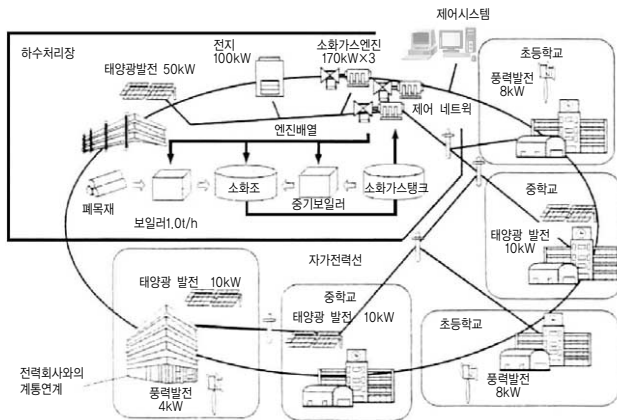 제어시스템
하수처리장
전지
100kW
소화가스엔진
170kW×3
태양광발전 50kW
초등학교
풍력발전
8kW
제어 네트웍
엔진배열
폐목재
보일러1.0t/h
소화조
중기보일러
소화가스탱크
중학교
태양광 발전
10kW
자가전력선
태양광 발전 10kW
중학교
태양광 발전 10kW
초등학교
풍력발전
8kW
전력회사와의
계통연계
풍력발전
4kW